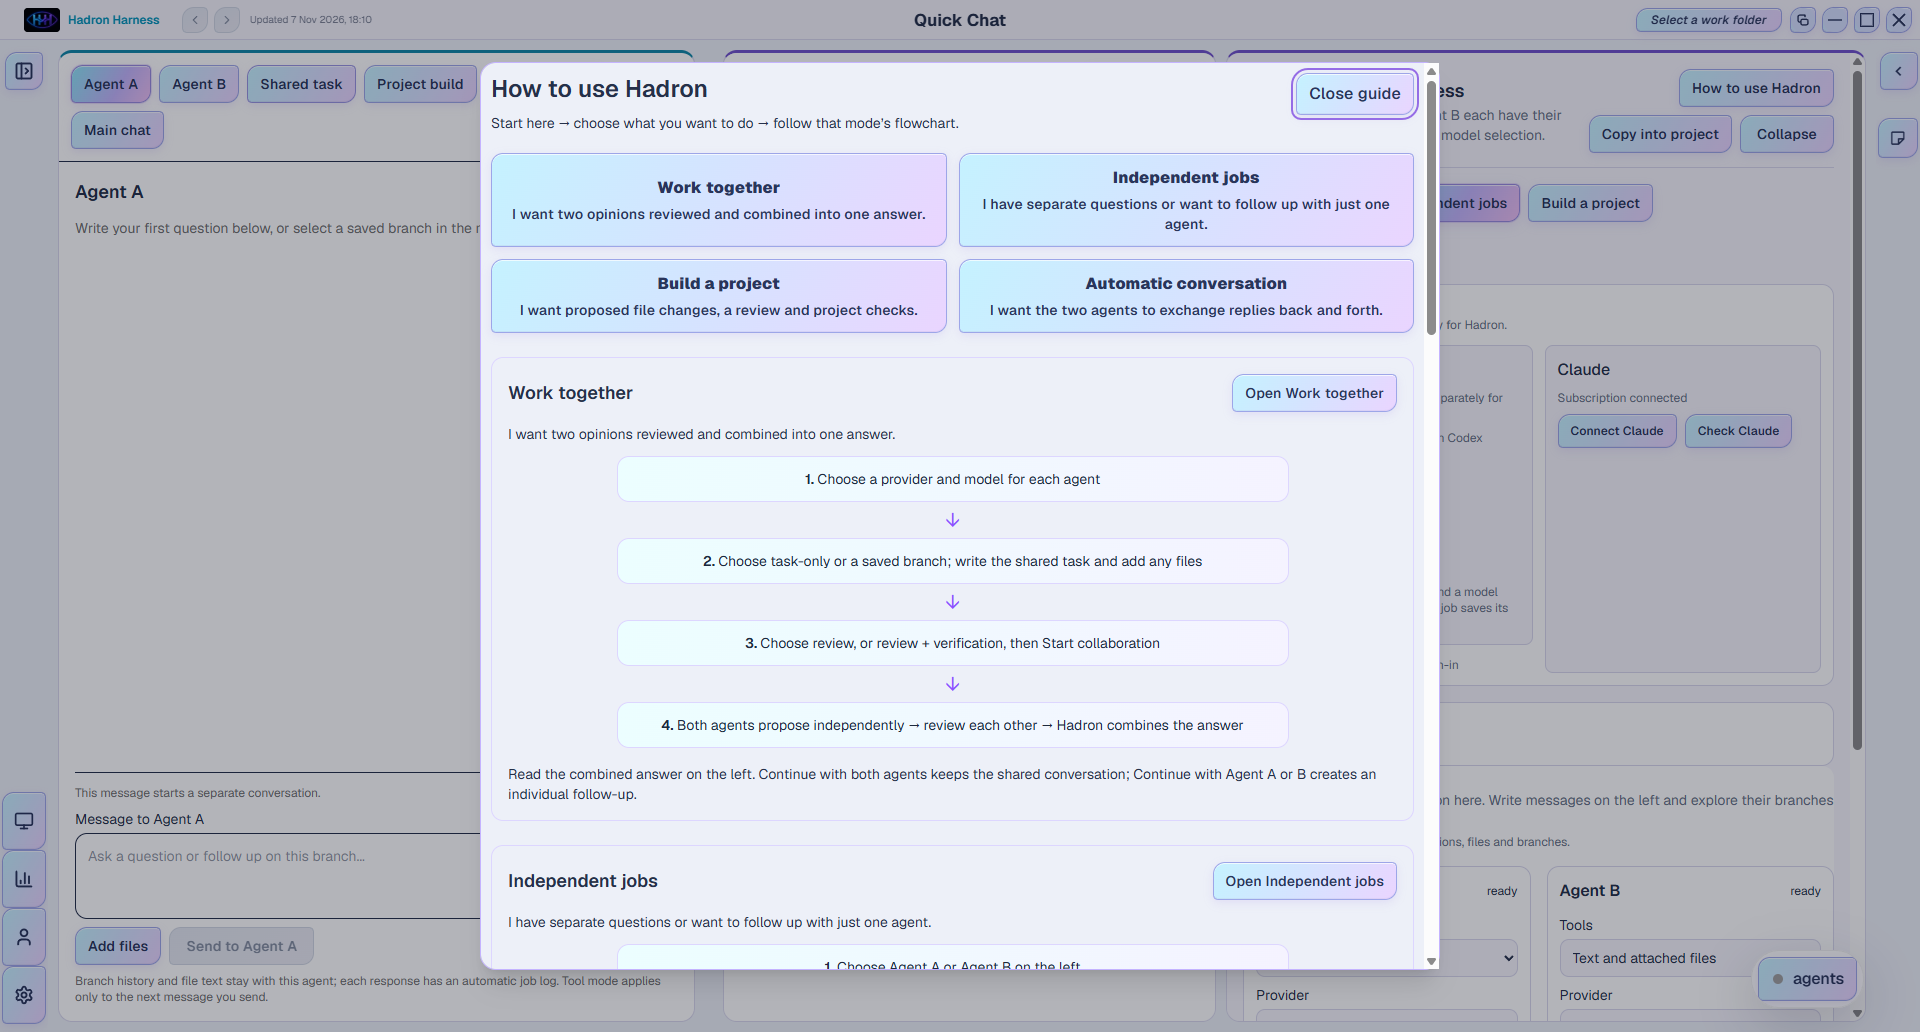 Hadron Harness
Updated 7 Nov 2026, 18:10
Quick Chat
Select a work folder
Agent A
Agent B
Shared task
Project build
Main chat
Agent A
Write your first question below, or select a saved branch in the
This message starts a separate conversation.
Message to Agent A
Ask a question or follow up on this branch...
Add files
Send to Agent A
Branch history and file text stay with this agent; each response has an automatic job log. Tool mode applies
only to the next message you send.
How to use Hadron
Close guide
Start here → choose what you want to do → follow that mode's flowchart.
Work together
I want two opinions reviewed and combined into one answer.
Independent jobs
I have separate questions or want to follow up with just one
agent.
Build a project
I want proposed file changes, a review and project checks.
Automatic conversation
I want the two agents to exchange replies back and forth.
Work together
Open Work together
I want two opinions reviewed and combined into one answer.
1. Choose a provider and model for each agent
2. Choose task-only or a saved branch; write the shared task and add any files
3. Choose review, or review + verification, then Start collaboration
4. Both agents propose independently → review each other → Hadron combines the answer
Read the combined answer on the left. Continue with both agents keeps the shared conversation; Continue with Agent A or B creates an
individual follow-up.
Independent jobs
Open Independent jobs
I have separate questions or want to follow up with just one agent.
1. Choose Agent A or Agent B on the left
ess
How to use Hadron
t B each have their
model selection.
Copy into project
Collapse
dent jobs
Build a project
for Hadron.
Claude
Subscription connected
parately for
Connect Claude
Check Claude
Codex
nd a model
job saves its
n-in
on here. Write messages on the left and explore their branches
ions, files and branches.
ready
Agent B
ready
Tools
Text and attached files
agents
Provider
Provider